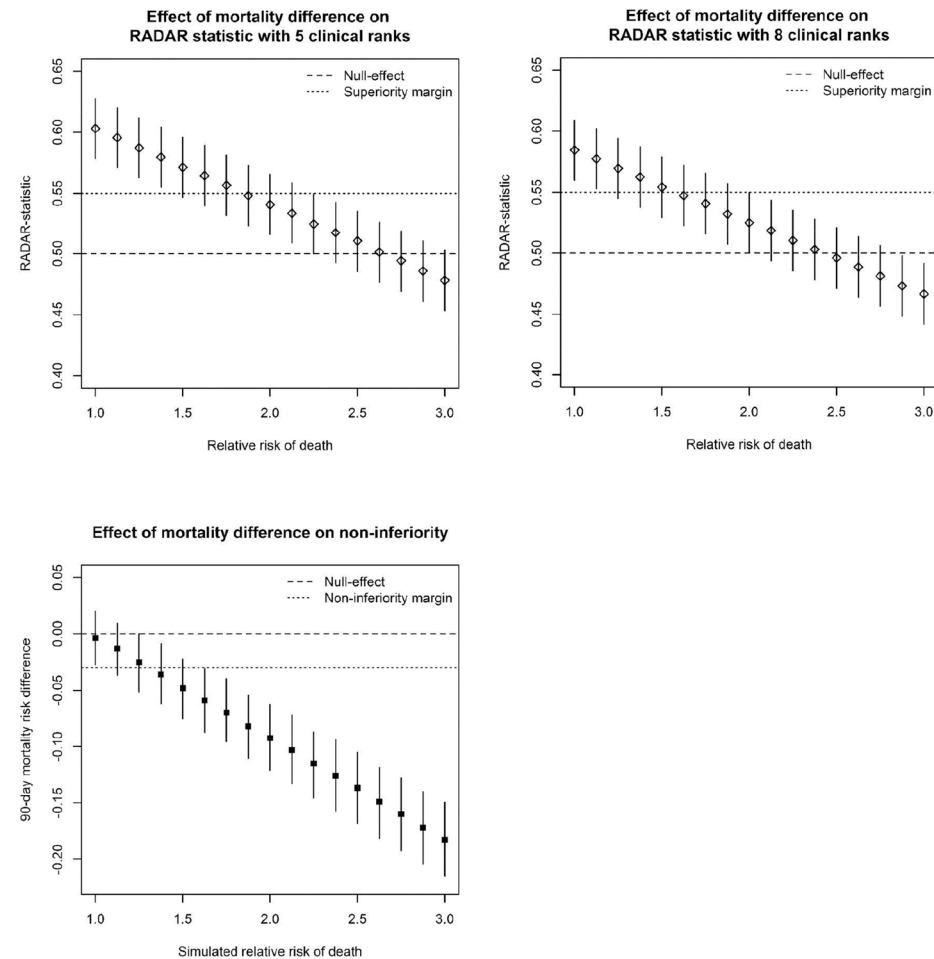 Effect of mortality difference on
RADAR statistic with 5 clinical ranks
Null-effect
Superiority margin
RADAR-statistic
0.65
0.60
0.55
0.50
0.45
0.40
1.0
1.5
2.0
2.5
3.0
Relative risk of death
Effect of mortality difference on
RADAR statistic with 8 clinical ranks
Null-effect
Superiority margin
RADAR-statistic
0.65
0.60
0.55
0.50
0.45
0.40
1.0
1.5
2.0
2.5
3.0
Relative risk of death
Effect of mortality difference on non-inferiority
Null-effect
Non-inferiority margin
90-day mortality risk difference
0.05
0.00
-0.05
-0.10
-0.15
-0.20
1.0
1.5
2.0
2.5
3.0
Simulated relative risk of death